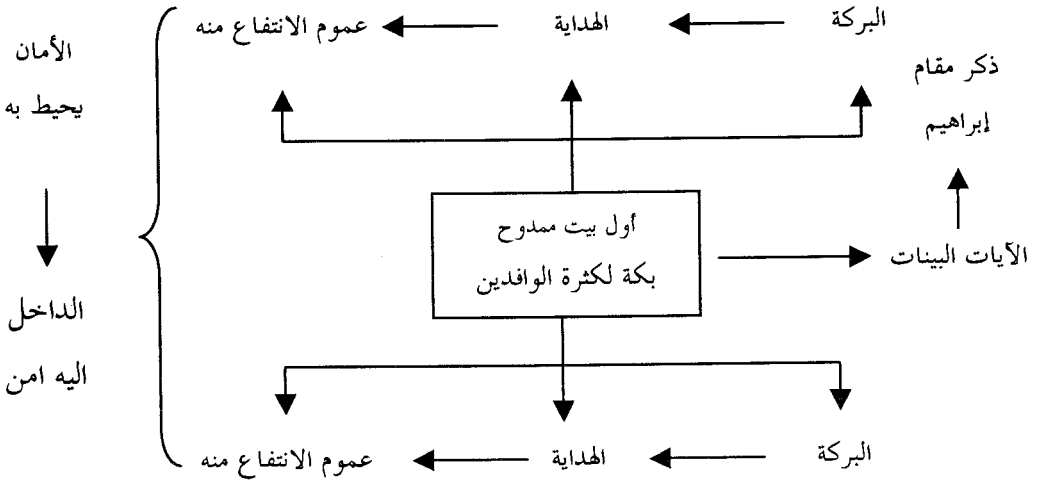 البركة
الهداية
عموم الانتفاع منه
الأمان
يحيط به
ذكر مقام
إبراهيم
أول بيت ممدوح
بكة لكثرة الوافدين
الآيات البينات
الداخل
اليه امن
البركة
الهداية
عموم الانتفاع منه